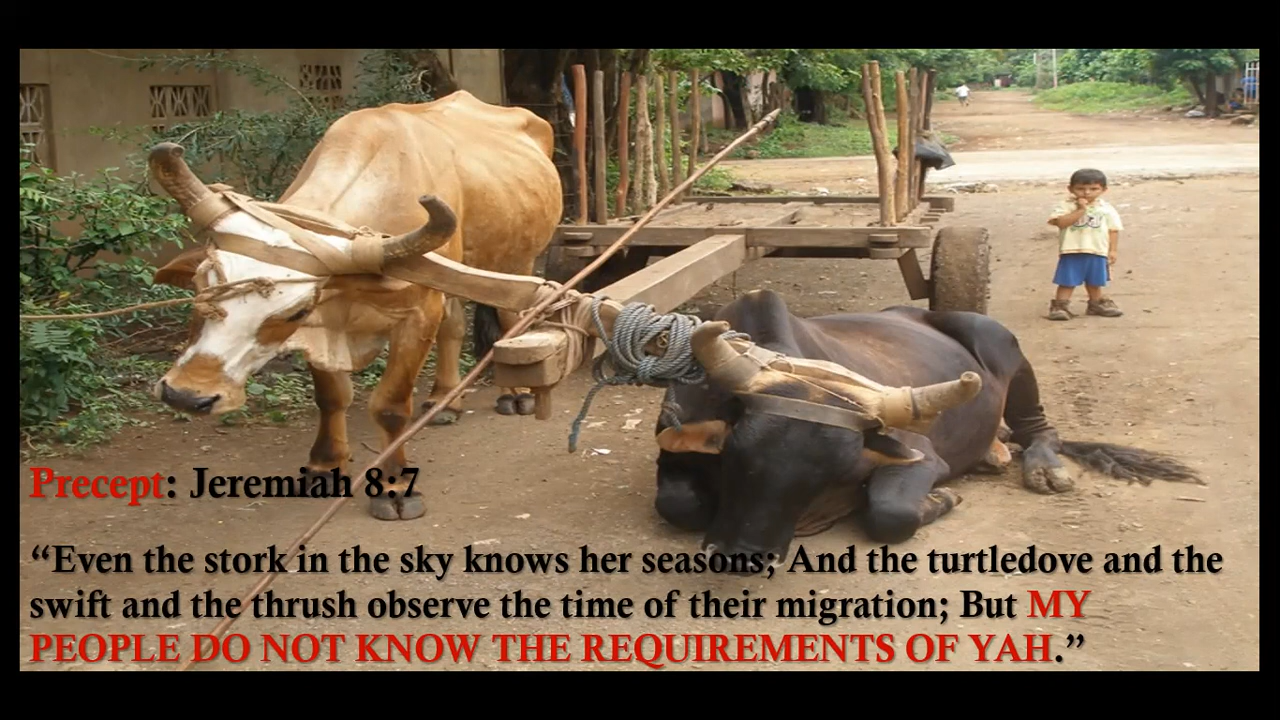 Precept: Jeremiah 8:7
“Even the stork in the sky knows her seasons; And the turtledove and the
swift and the thrush observe the time of their migration; But MY
PEOPLE DO NOT KNOW THE REQUIREMENTS OF YAH.”